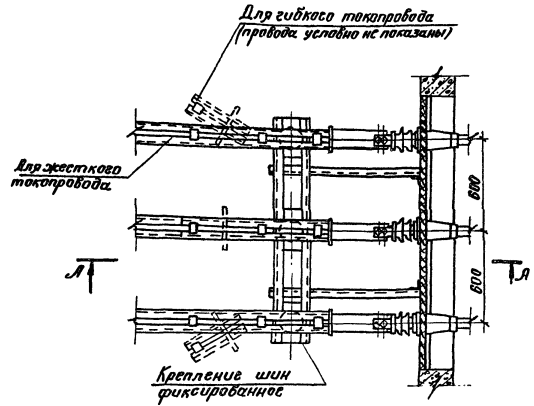 Для гибкого токопровода
(провода условно не показаны)
Для жесткого
токопровода
600
600
А
А
Крепление шин
фиксированное